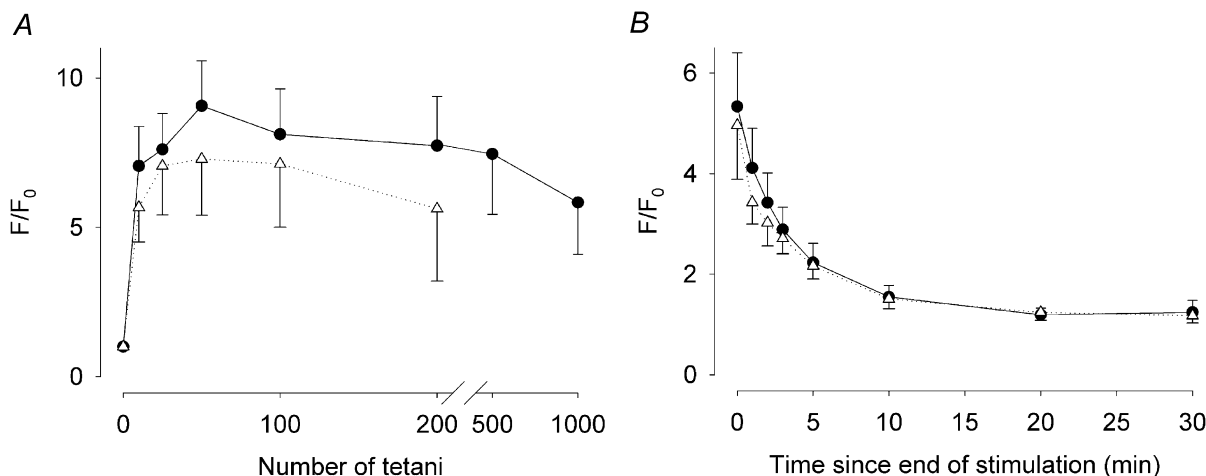 A
10
5
0
F/F0
0 100 200 500 1000
Number of tetani
B
6
4
2
0
F/F0
0 5 10 15 20 25 30
Time since end of stimulation (min)